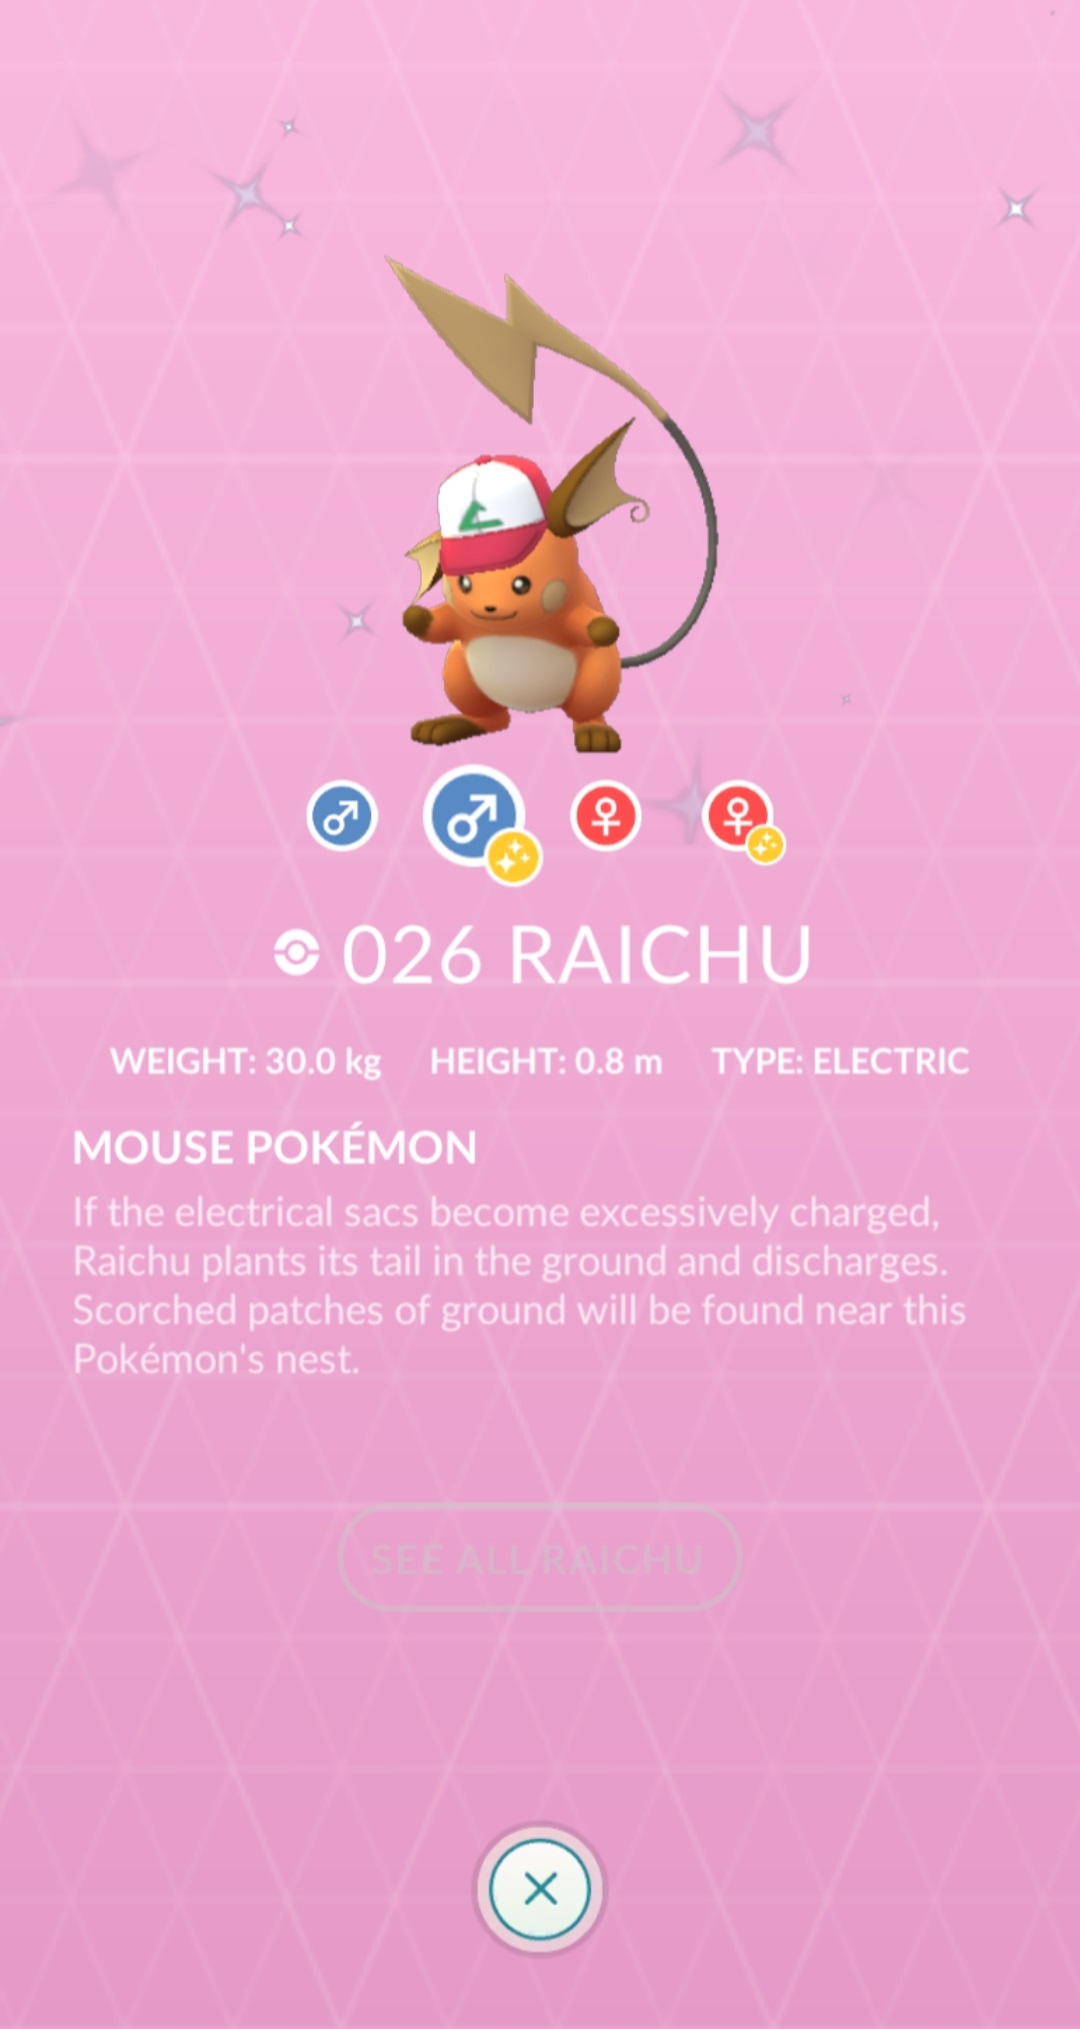 026 RAICHU
WEIGHT: 30.0 kg HEIGHT: 0.8 m TYPE: ELECTRIC
MOUSE POKÉMON
If the electrical sacs become excessively charged,
Raichu plants its tail in the ground and discharges.
Scorched patches of ground will be found near this
Pokémon's nest.
SEE ALL RAICHU